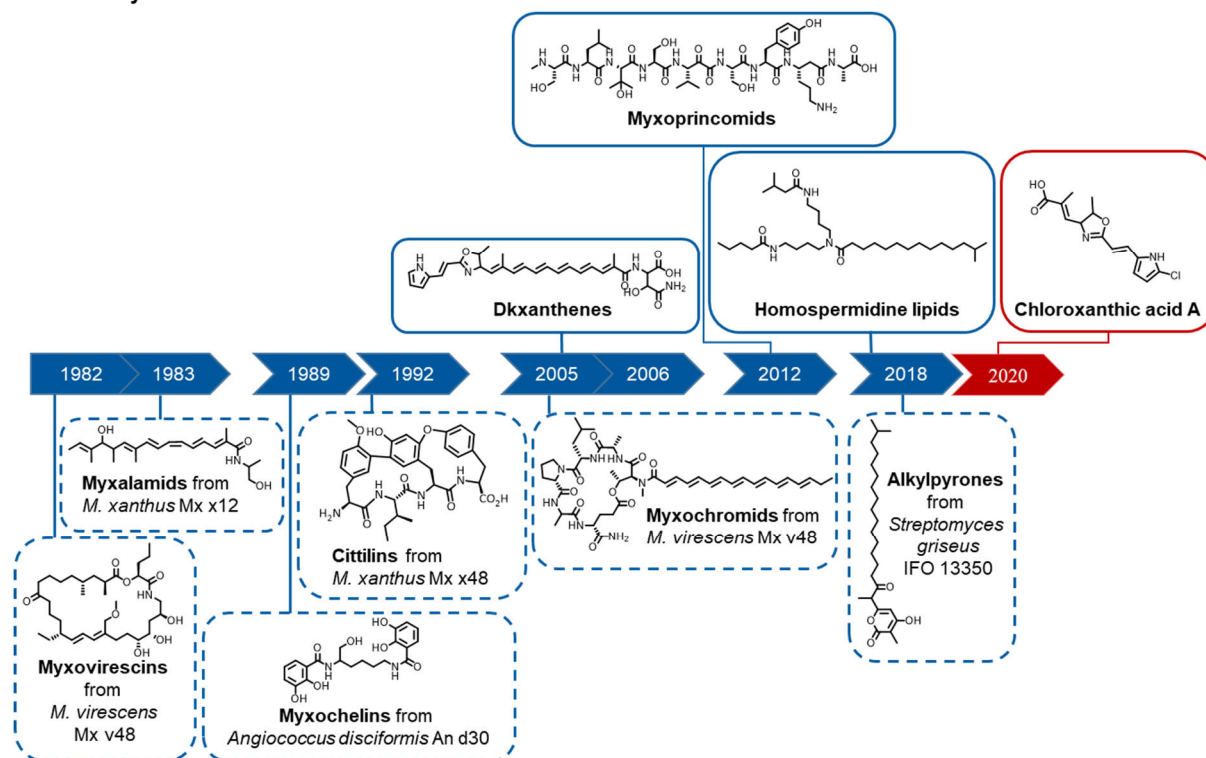 Myxoprincomids
Homospermidine lipids
Chloroxanthic acid A
Dkxanthenes
1982
1983
1989
1992
2005
2006
2012
2018
2020
Myxalamids from
M. xanthus Mx x12
Myxovirescins
from
M. virescens
Mx v48
Cittilins from
M. xanthus Mx x48
Myxochelins from
Angiococcus disciformis An d30
Myxochromids from
M. virescens Mx v48
Alkylpyrones
from
Streptomyces
griseus
IFO 13350